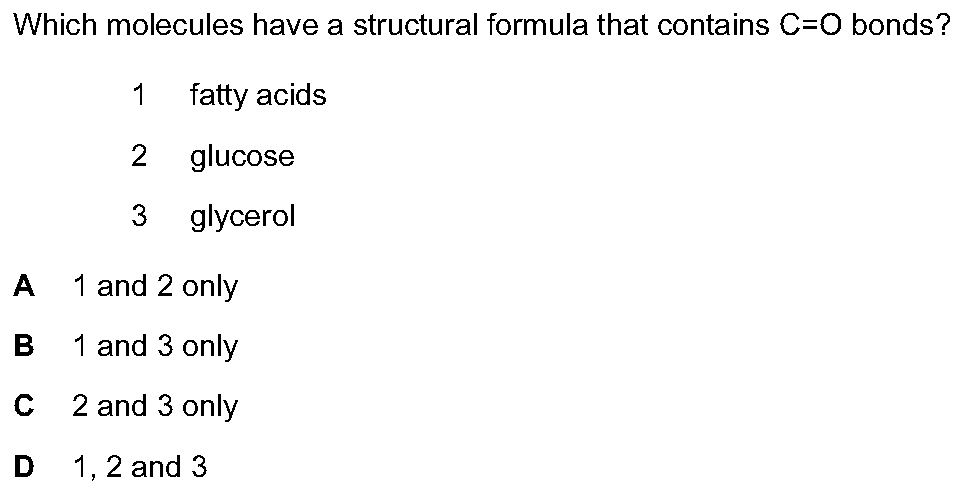 Which molecules have a structural formula that contains C=O bonds?
1 fatty acids
2 glucose
3 glycerol
A 1 and 2 only
B 1 and 3 only
C 2 and 3 only
D 1, 2 and 3